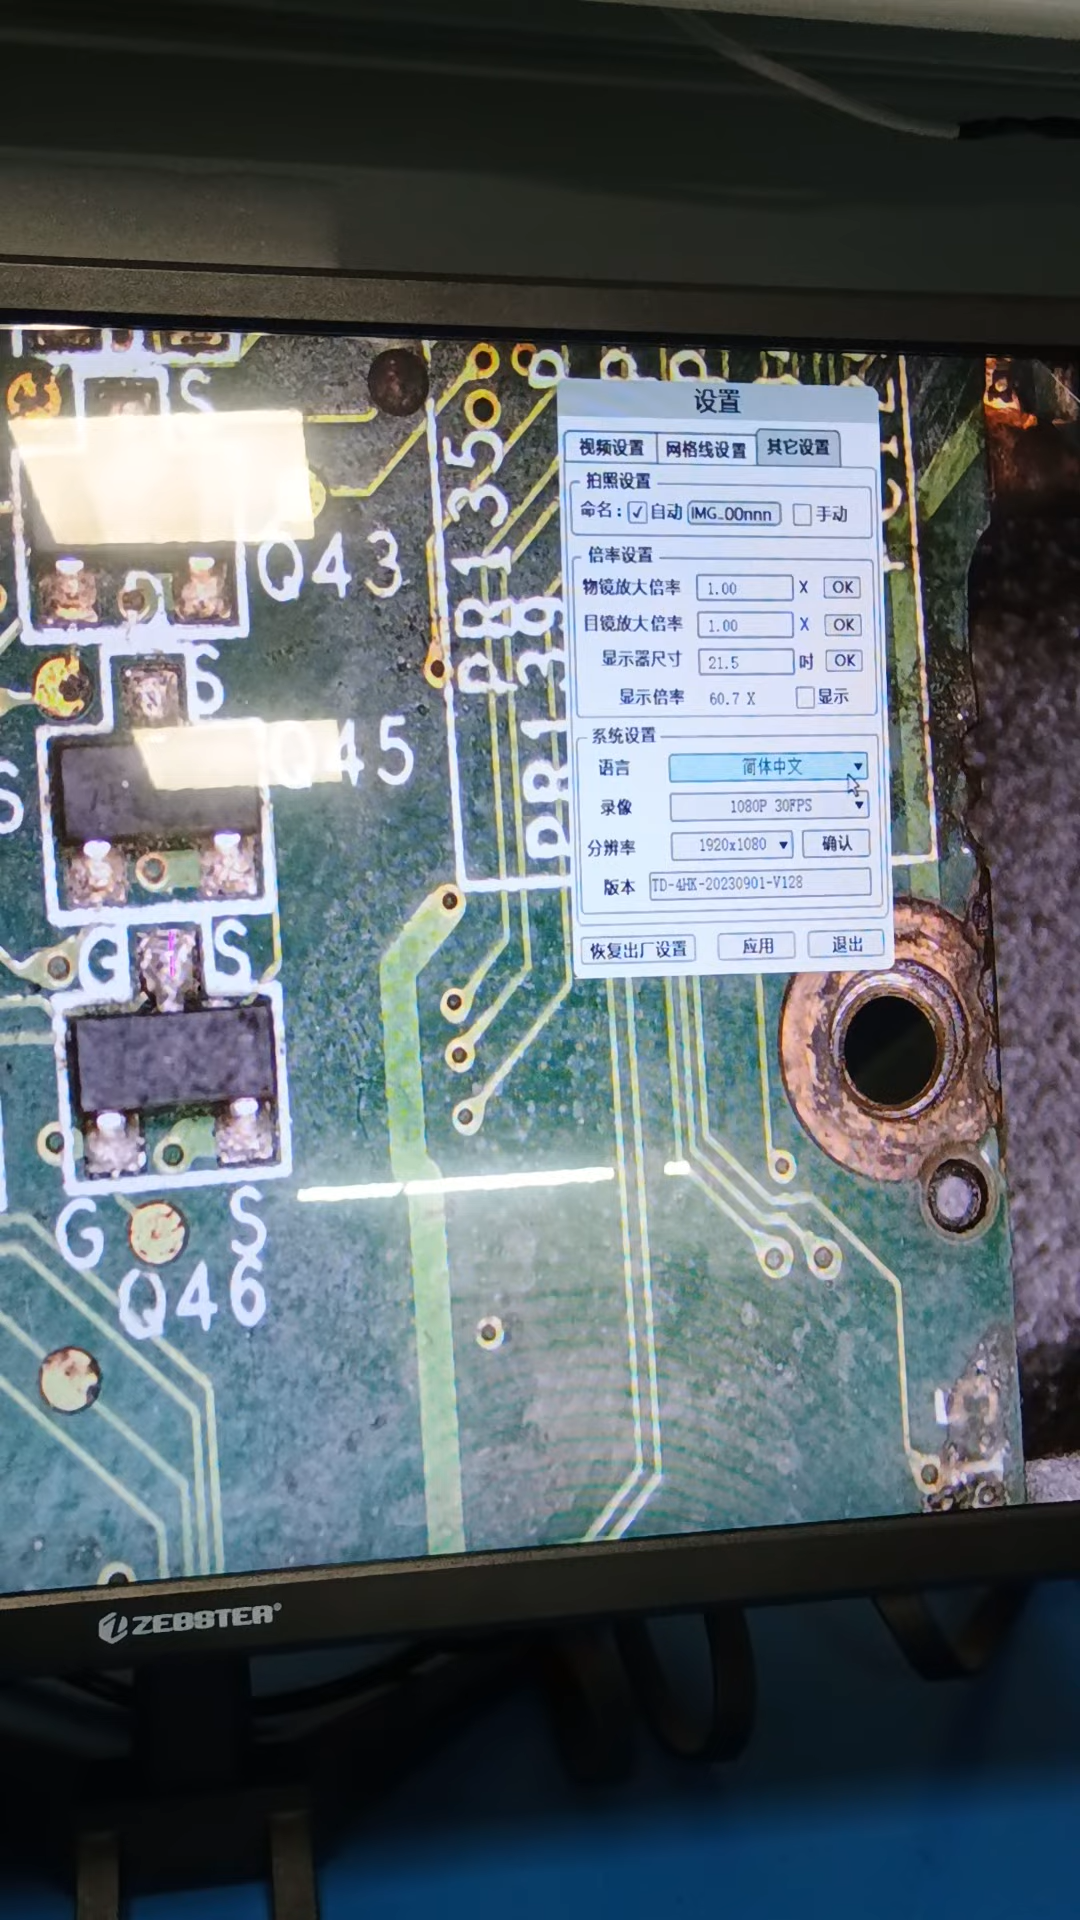 设置
视频设置 网格线设置 其它设置
拍照设置
命名： 自动 IMG_00nnn 手动
倍率设置
物镜放大倍率 1.00 X OK
目镜放大倍率 1.00 X OK
显示器尺寸 21.5 吋 OK
显示倍率 60.7 X 显示
系统设置
语言 简体中文
录像 1080P 30FPS
分辨率 1920x1080 确认
版本 TD-4HK-20230901-V128
恢复出厂设置 应用 退出
S
Q43
S
Q45
S
G S
G S
Q46
PR135
PR139
ZEBSTER